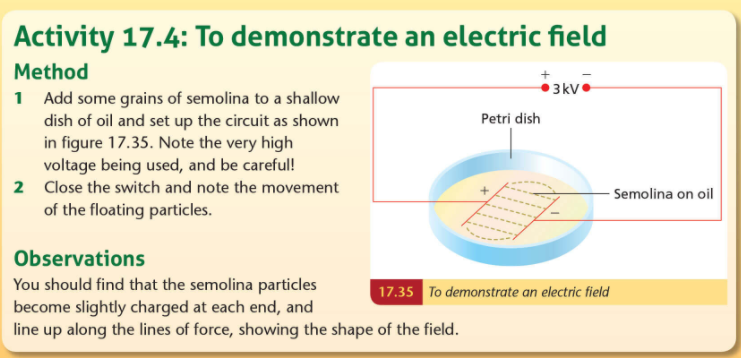 Activity 17.4: To demonstrate an electric field
Method
1 Add some grains of semolina to a shallow
dish of oil and set up the circuit as shown
in figure 17.35. Note the very high
voltage being used, and be careful!
2 Close the switch and note the movement
of the floating particles.
Observations
You should find that the semolina particles
become slightly charged at each end, and
line up along the lines of force, showing the shape of the field.
+ −
3 kV
Petri dish
+
−
Semolina on oil
17.35 To demonstrate an electric field